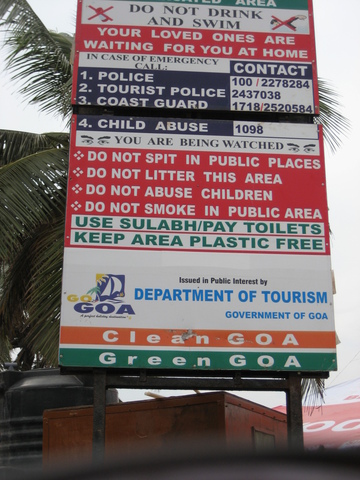 AREA
DO NOT DRINK
AND SWIM
YOUR LOVED ONES ARE
WAITING FOR YOU AT HOME
IN CASE OF EMERGENCY
CALL:
CONTACT
1. POLICE 100 / 2278284
2. TOURIST POLICE 2437038
3. COAST GUARD 1718/2520584
4. CHILD ABUSE 1098
YOU ARE BEING WATCHED
❖ DO NOT SPIT IN PUBLIC PLACES
❖ DO NOT LITTER THIS AREA
❖ DO NOT ABUSE CHILDREN
❖ DO NOT SMOKE IN PUBLIC AREA
USE SULABH/PAY TOILETS
KEEP AREA PLASTIC FREE
GO
GOA
Issued in Public Interest by
DEPARTMENT OF TOURISM
GOVERNMENT OF GOA
Clean GOA
Green GOA